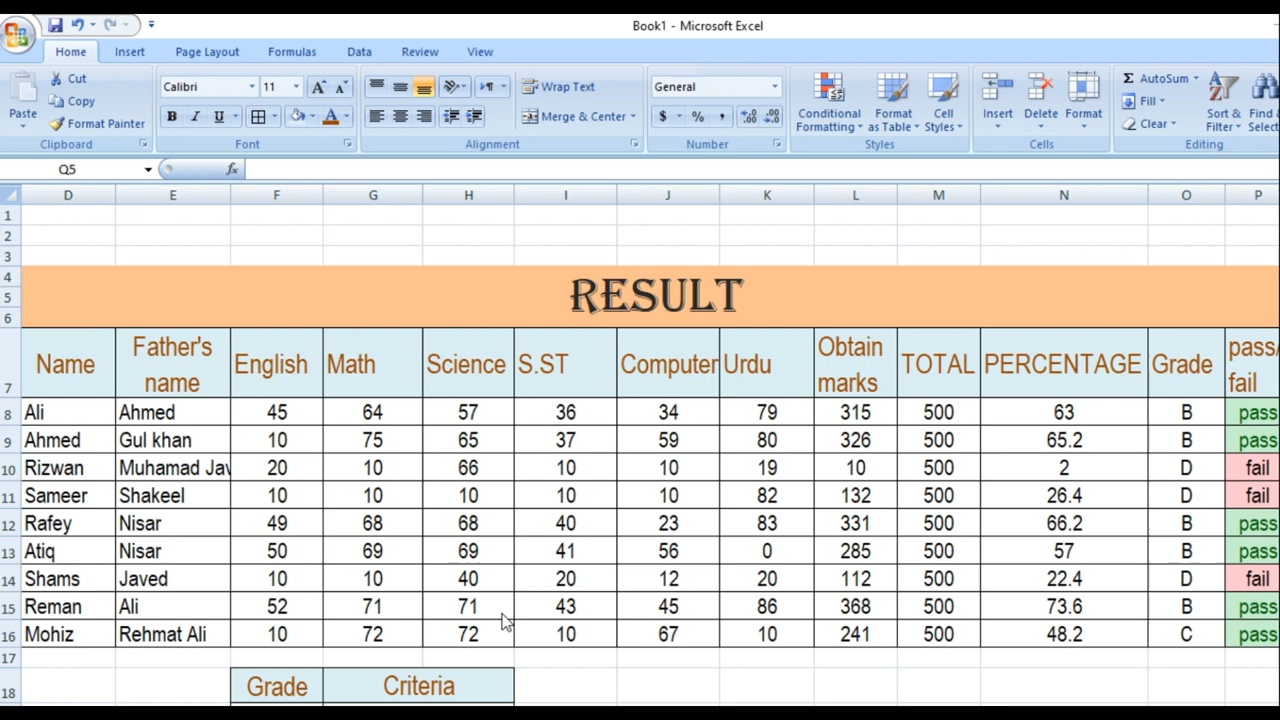 Book1 - Microsoft Excel
Home Insert Page Layout Formulas Data Review View
Cut
Copy
Format Painter
Paste
Clipboard
Calibri 11
B I U
Font
Wrap Text
Merge & Center
Alignment
General
$ % ,
Number
Conditional Formatting
Format as Table
Cell Styles
Styles
Insert Delete Format
Cells
Σ AutoSum
Fill
Clear
Sort & Filter
Find &
Select
Editing
Q5 fx
D E F G H I J K L M N O P
1
2
3
4
5 RESULT
6
7 Name Father's name English Math Science S.ST Computer Urdu Obtain marks TOTAL PERCENTAGE Grade pass/ fail
8 Ali Ahmed 45 64 57 36 34 79 315 500 63 B pass
9 Ahmed Gul khan 10 75 65 37 59 80 326 500 65.2 B pass
10 Rizwan Muhamad Jav 20 10 66 10 10 19 10 500 2 D fail
11 Sameer Shakeel 10 10 10 10 10 82 132 500 26.4 D fail
12 Rafey Nisar 49 68 68 40 23 83 331 500 66.2 B pass
13 Atiq Nisar 50 69 69 41 56 0 285 500 57 B pass
14 Shams Javed 10 10 40 20 12 20 112 500 22.4 D fail
15 Reman Ali 52 71 71 43 45 86 368 500 73.6 B pass
16 Mohiz Rehmat Ali 10 72 72 10 67 10 241 500 48.2 C pass
17
18 Grade Criteria